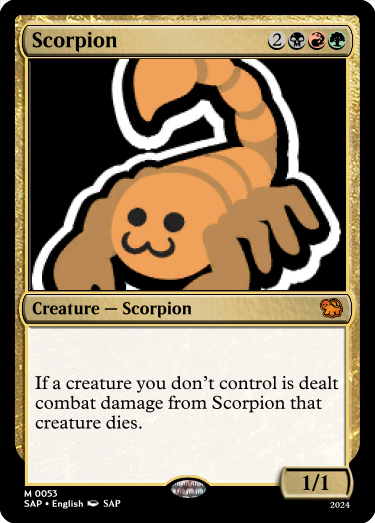 Scorpion 2
Creature — Scorpion
If a creature you don't control is dealt
combat damage from Scorpion that
creature dies.
1/1
M 0053
SAP • English SAP
2024